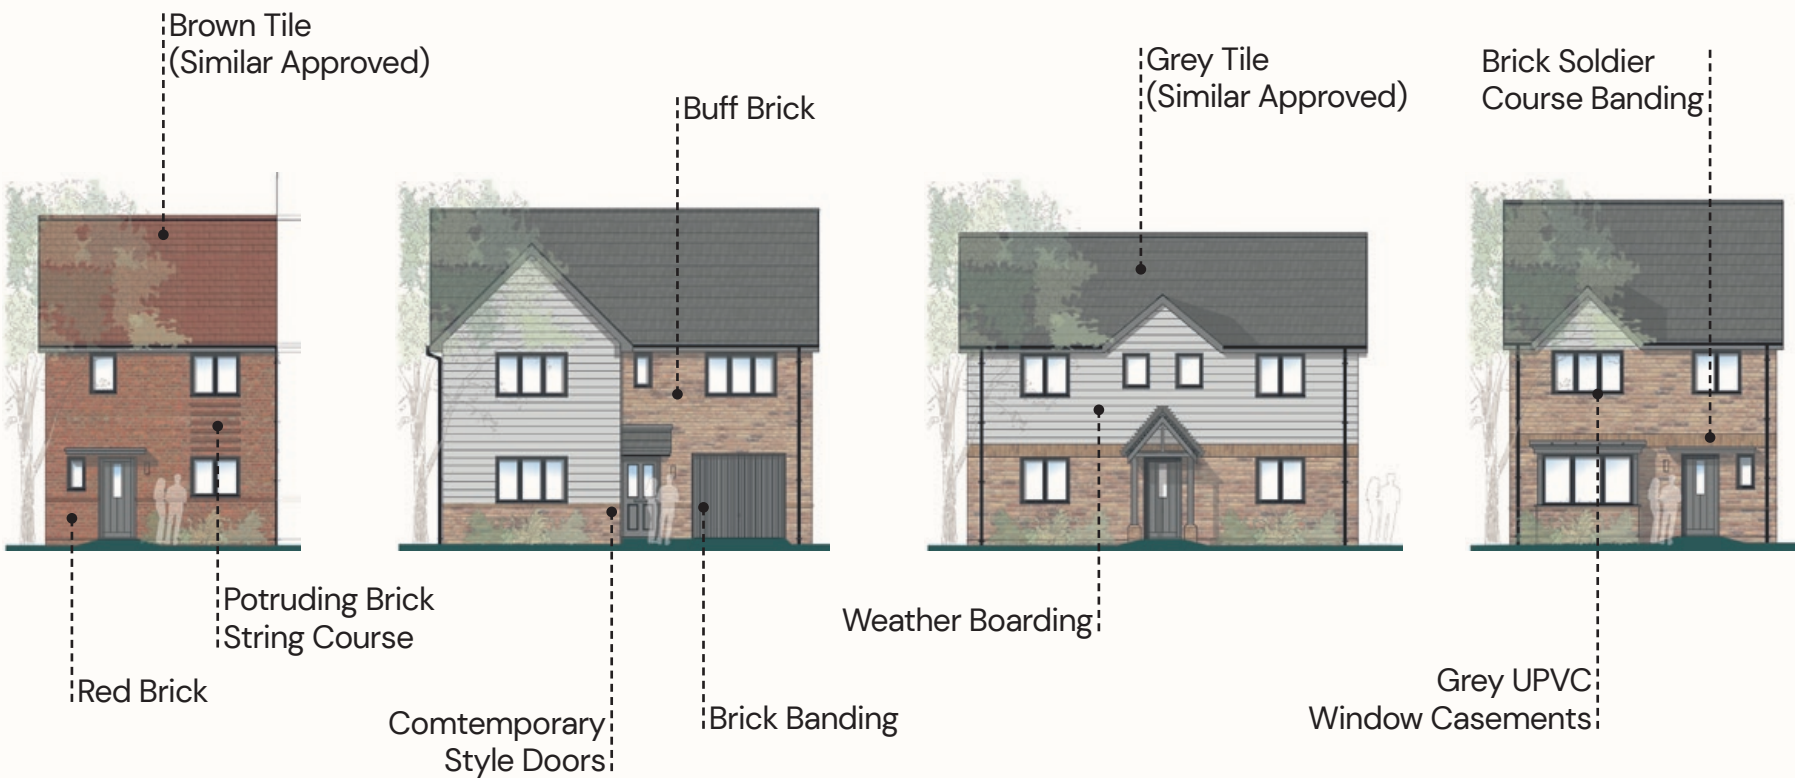 Brown Tile
(Similar Approved)
Buff Brick
Grey Tile
(Similar Approved)
Brick Soldier
Course Banding
Potruding Brick
String Course
Red Brick
Comtemporary
Style Doors
Brick Banding
Weather Boarding
Grey UPVC
Window Casements